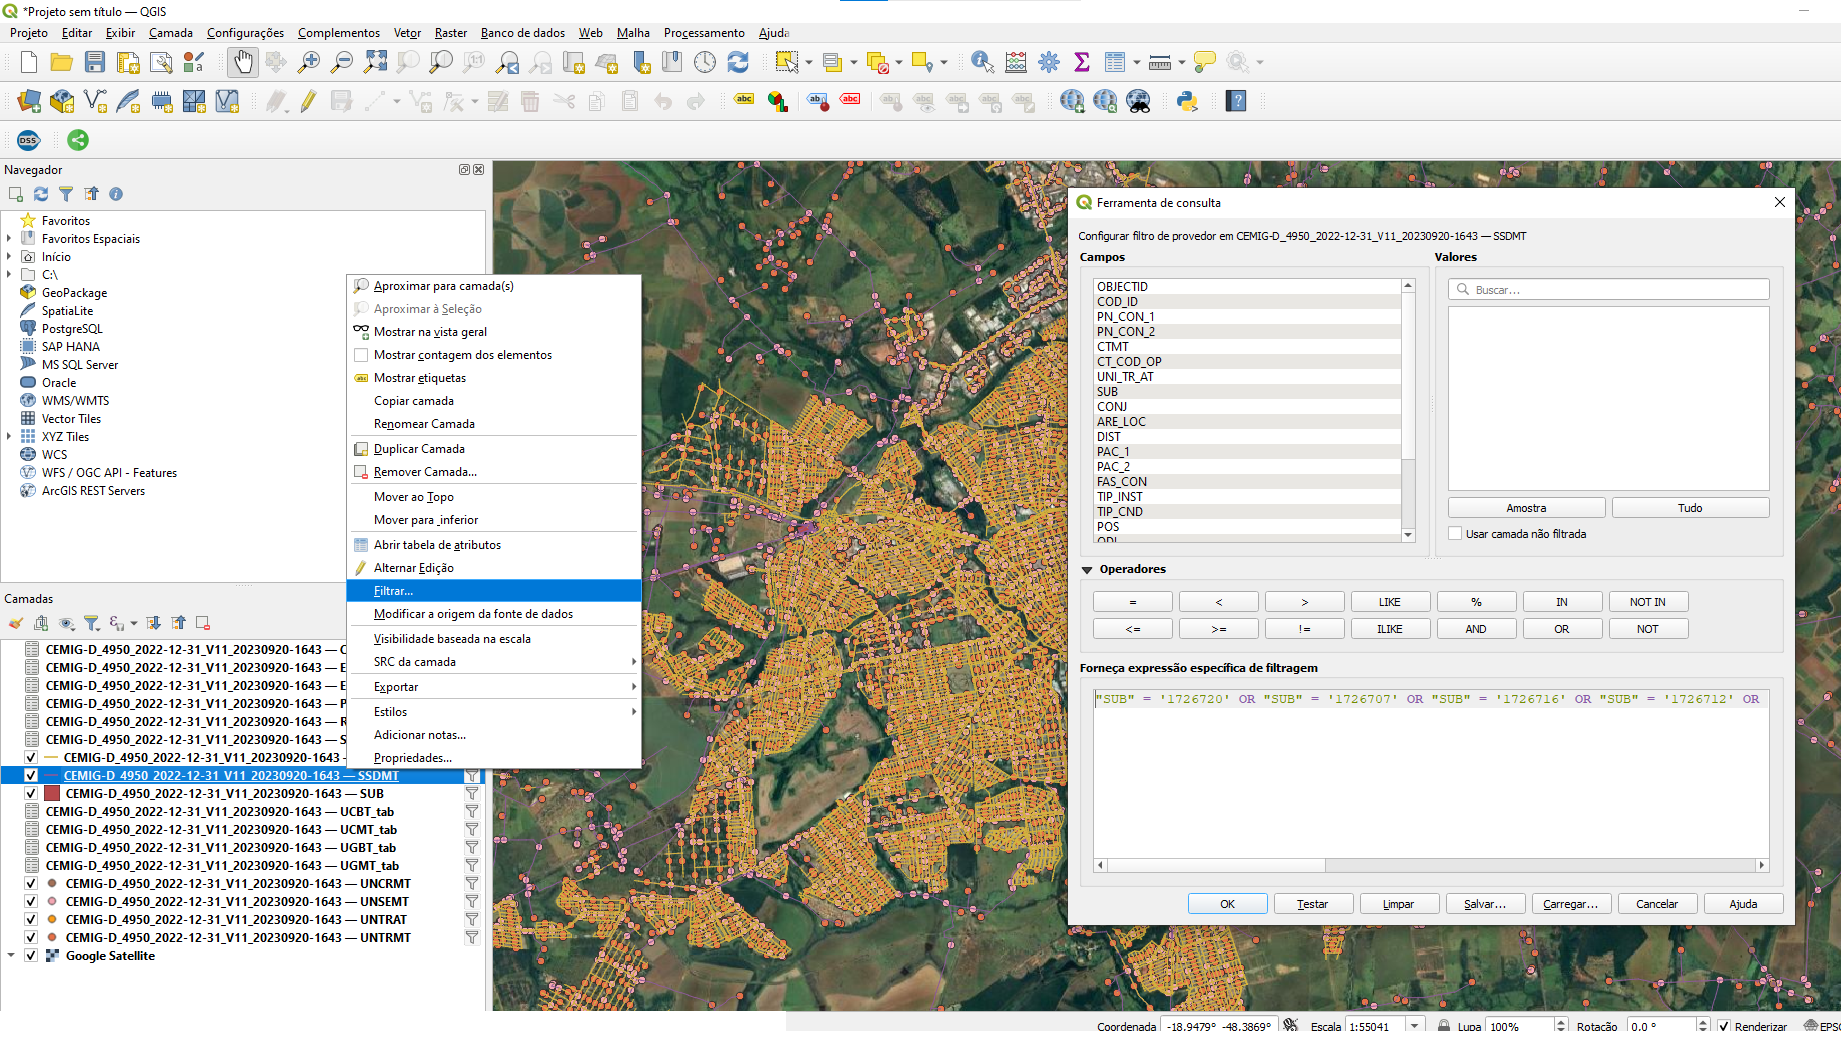 *Projeto sem título — QGIS
Projeto Editar Exibir Camada Configurações Complementos Vetor Raster Banco de dados Web Malha Processamento Ajuda
Navegador
Favoritos
Favoritos Espaciais
Início
C:\
GeoPackage
SpatiaLite
PostgreSQL
SAP HANA
MS SQL Server
Oracle
WMS/WMTS
Vector Tiles
XYZ Tiles
WCS
WFS / OGC API - Features
ArcGIS REST Servers
Camadas
CEMIG-D_4950_2022-12-31_V11_20230920-1643 — C
CEMIG-D_4950_2022-12-31_V11_20230920-1643 — E
CEMIG-D_4950_2022-12-31_V11_20230920-1643 — E
CEMIG-D_4950_2022-12-31_V11_20230920-1643 — P
CEMIG-D_4950_2022-12-31_V11_20230920-1643 — R
CEMIG-D_4950_2022-12-31_V11_20230920-1643 — S
CEMIG-D_4950_2022-12-31_V11_20230920-1643 —
CEMIG-D_4950_2022-12-31_V11_20230920-1643 — SSDMT
CEMIG-D_4950_2022-12-31_V11_20230920-1643 — SUB
CEMIG-D_4950_2022-12-31_V11_20230920-1643 — UCBT_tab
CEMIG-D_4950_2022-12-31_V11_20230920-1643 — UCMT_tab
CEMIG-D_4950_2022-12-31_V11_20230920-1643 — UGBT_tab
CEMIG-D_4950_2022-12-31_V11_20230920-1643 — UGMT_tab
CEMIG-D_4950_2022-12-31_V11_20230920-1643 — UNCRMT
CEMIG-D_4950_2022-12-31_V11_20230920-1643 — UNSEMT
CEMIG-D_4950_2022-12-31_V11_20230920-1643 — UNTRAT
CEMIG-D_4950_2022-12-31_V11_20230920-1643 — UNTRMT
Google Satellite
Aproximar para camada(s)
Aproximar à Seleção
Mostrar na vista geral
Mostrar contagem dos elementos
Mostrar etiquetas
Copiar camada
Renomear Camada
Duplicar Camada
Remover Camada...
Mover ao Topo
Mover para _inferior
Abrir tabela de atributos
Alternar Edição
Filtrar...
Modificar a origem da fonte de dados
Visibilidade baseada na escala
SRC da camada
Exportar
Estilos
Adicionar notas...
Propriedades...
Ferramenta de consulta
Configurar filtro de provedor em CEMIG-D_4950_2022-12-31_V11_20230920-1643 — SSDMT
Campos
OBJECTID
COD_ID
PN_CON_1
PN_CON_2
CTMT
CT_COD_OP
UNI_TR_AT
SUB
CONJ
ARE_LOC
DIST
PAC_1
PAC_2
FAS_CON
TIP_INST
TIP_CND
POS
ODI
Valores
Buscar...
Amostra Tudo
Usar camada não filtrada
Operadores
= < > LIKE % IN NOT IN
<= >= != ILIKE AND OR NOT
Forneça expressão específica de filtragem
"SUB" = '1726720' OR "SUB" = '1726707' OR "SUB" = '1726716' OR "SUB" = '1726712' OR
OK Testar Limpar Salvar... Carregar... Cancelar Ajuda
Coordenada -18.9479° -48.3869° Escala 1:55041 Lupa 100% Rotação 0,0 ° Renderizar EPSC